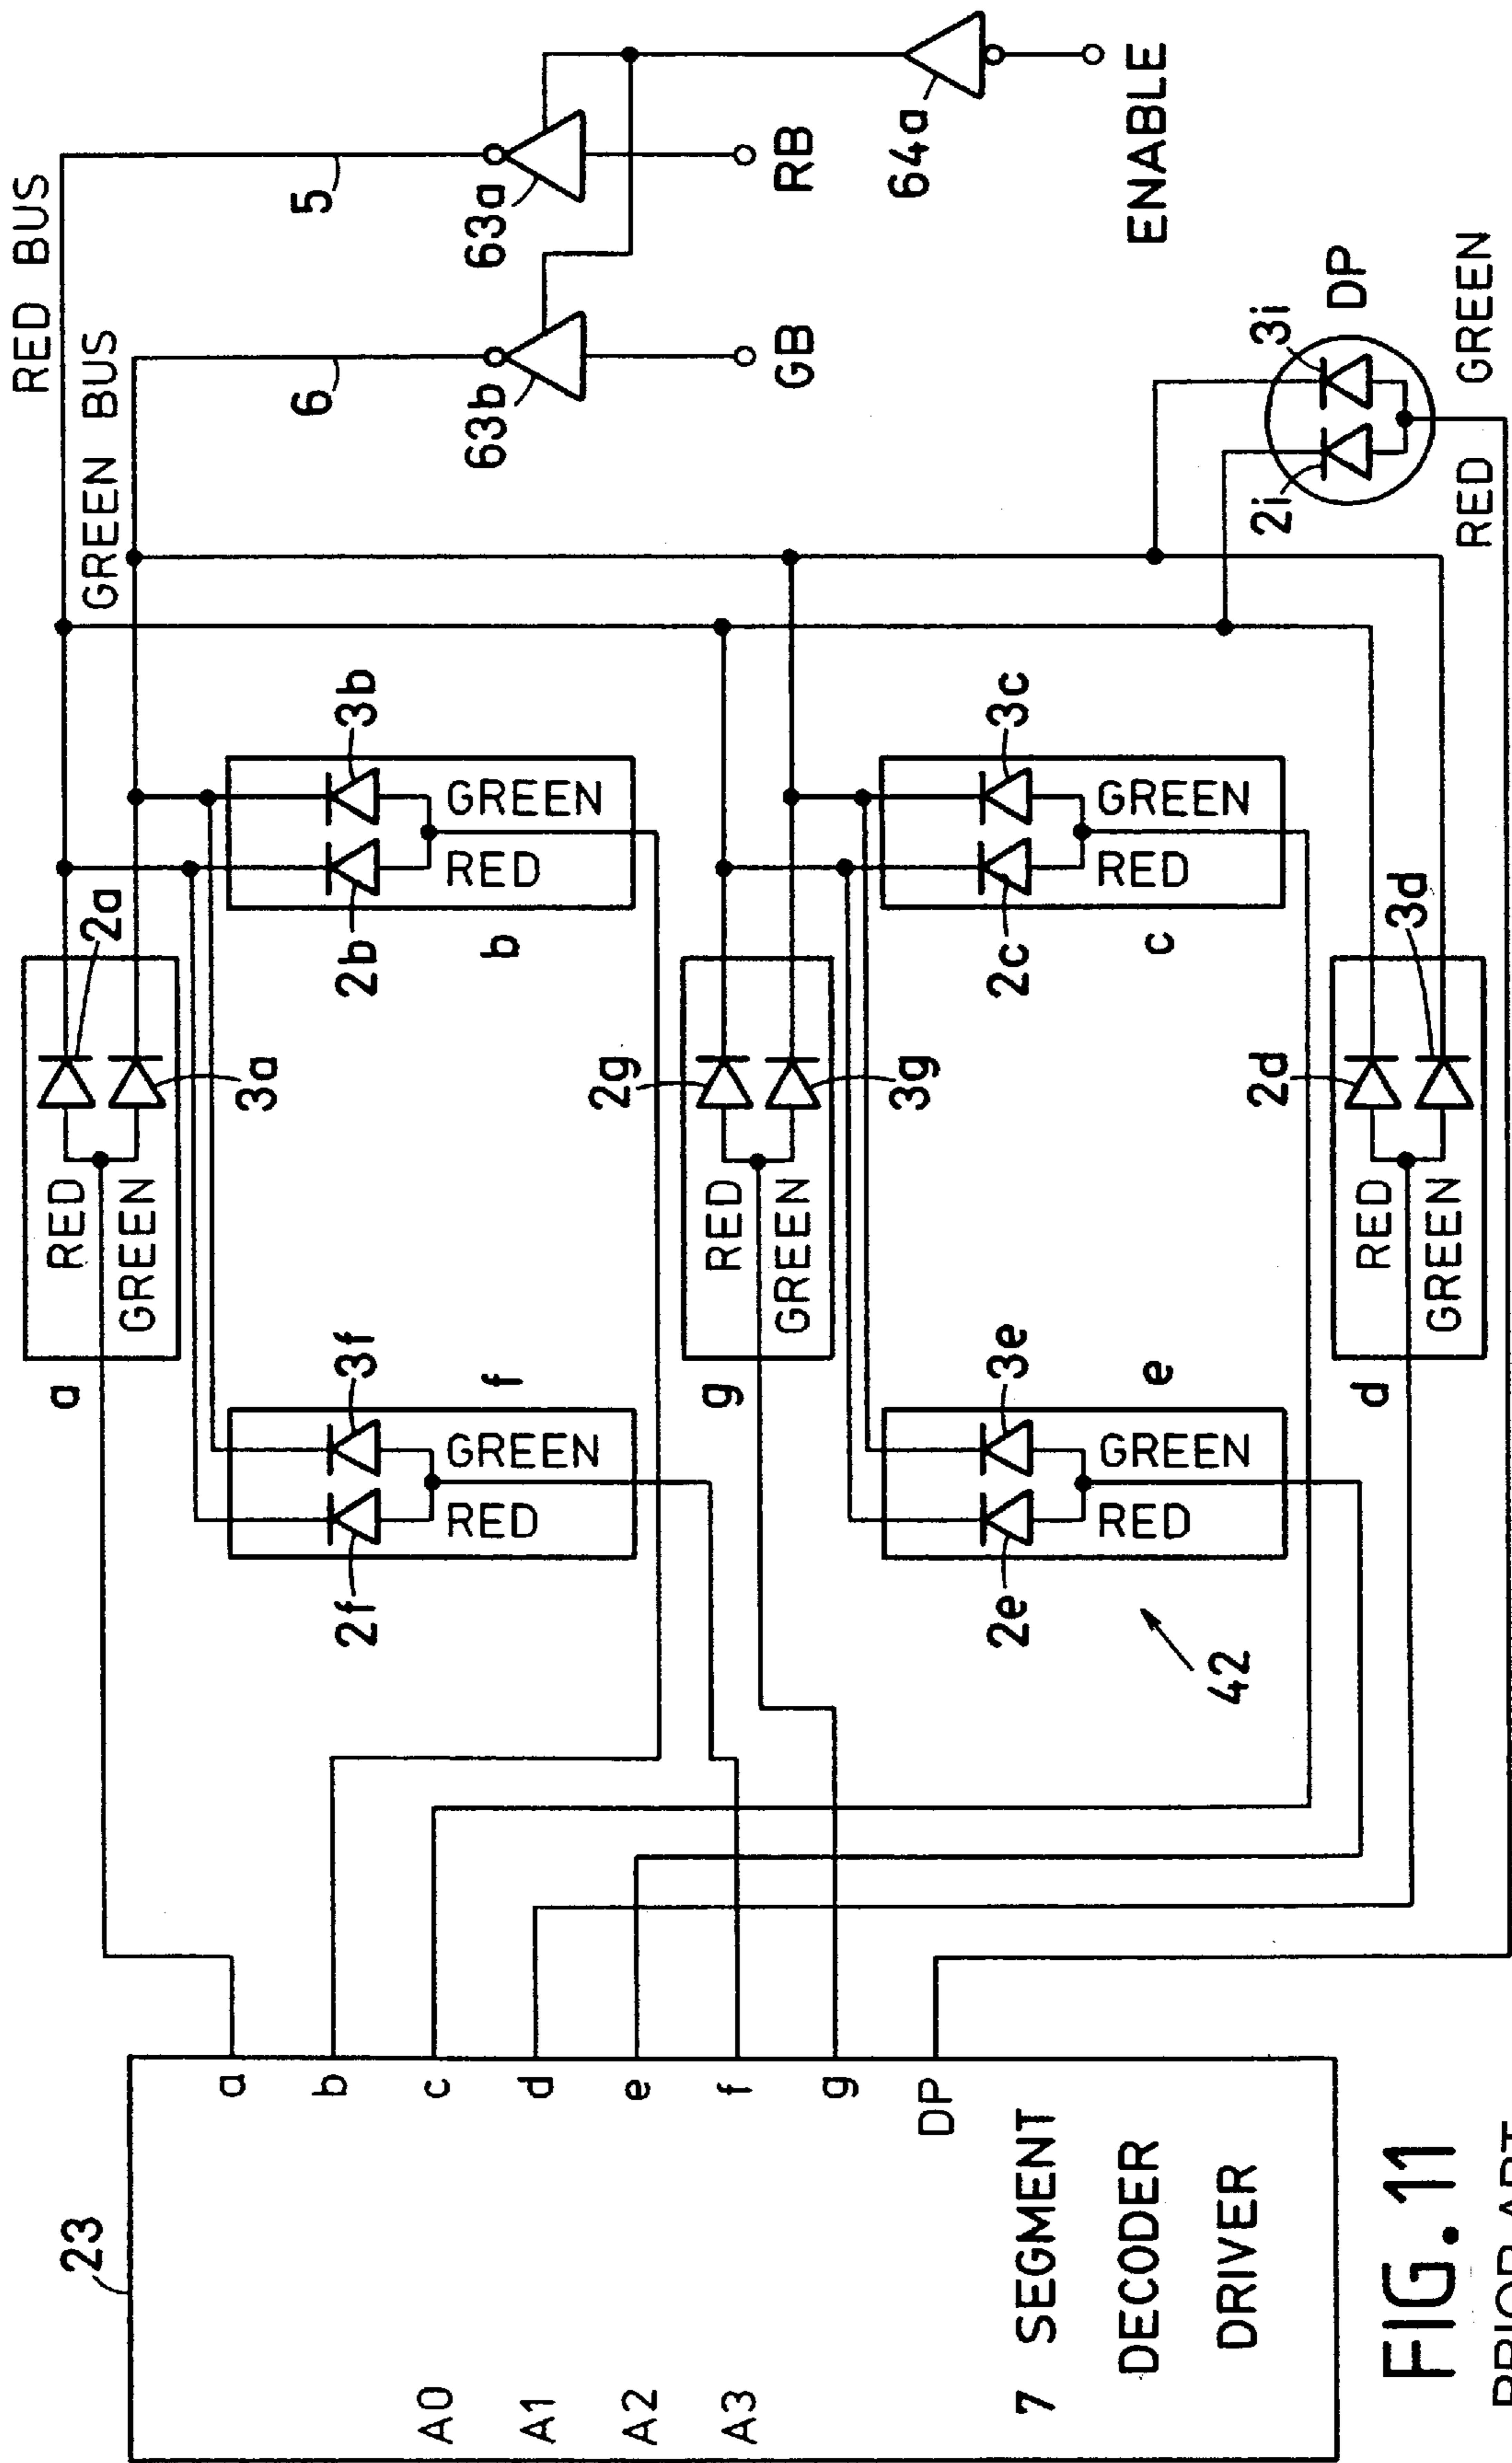 23
7 SEGMENT
DECODER
DRIVER
A0
A1
A2
A3
a
b
c
d
e
f
g
DP
RED BUS
GREEN BUS
5
6
63a
63b
RB
GB
64a
ENABLE
a
RED
GREEN
2a
3a
f
2f
3f
RED
GREEN
b
2b
3b
RED
GREEN
g
RED
GREEN
2g
3g
e
2e
3e
RED
GREEN
c
2c
3c
RED
GREEN
d
RED
GREEN
2d
3d
2i
3i
DP
RED
GREEN
42
FIG. 11
PRIOR ART